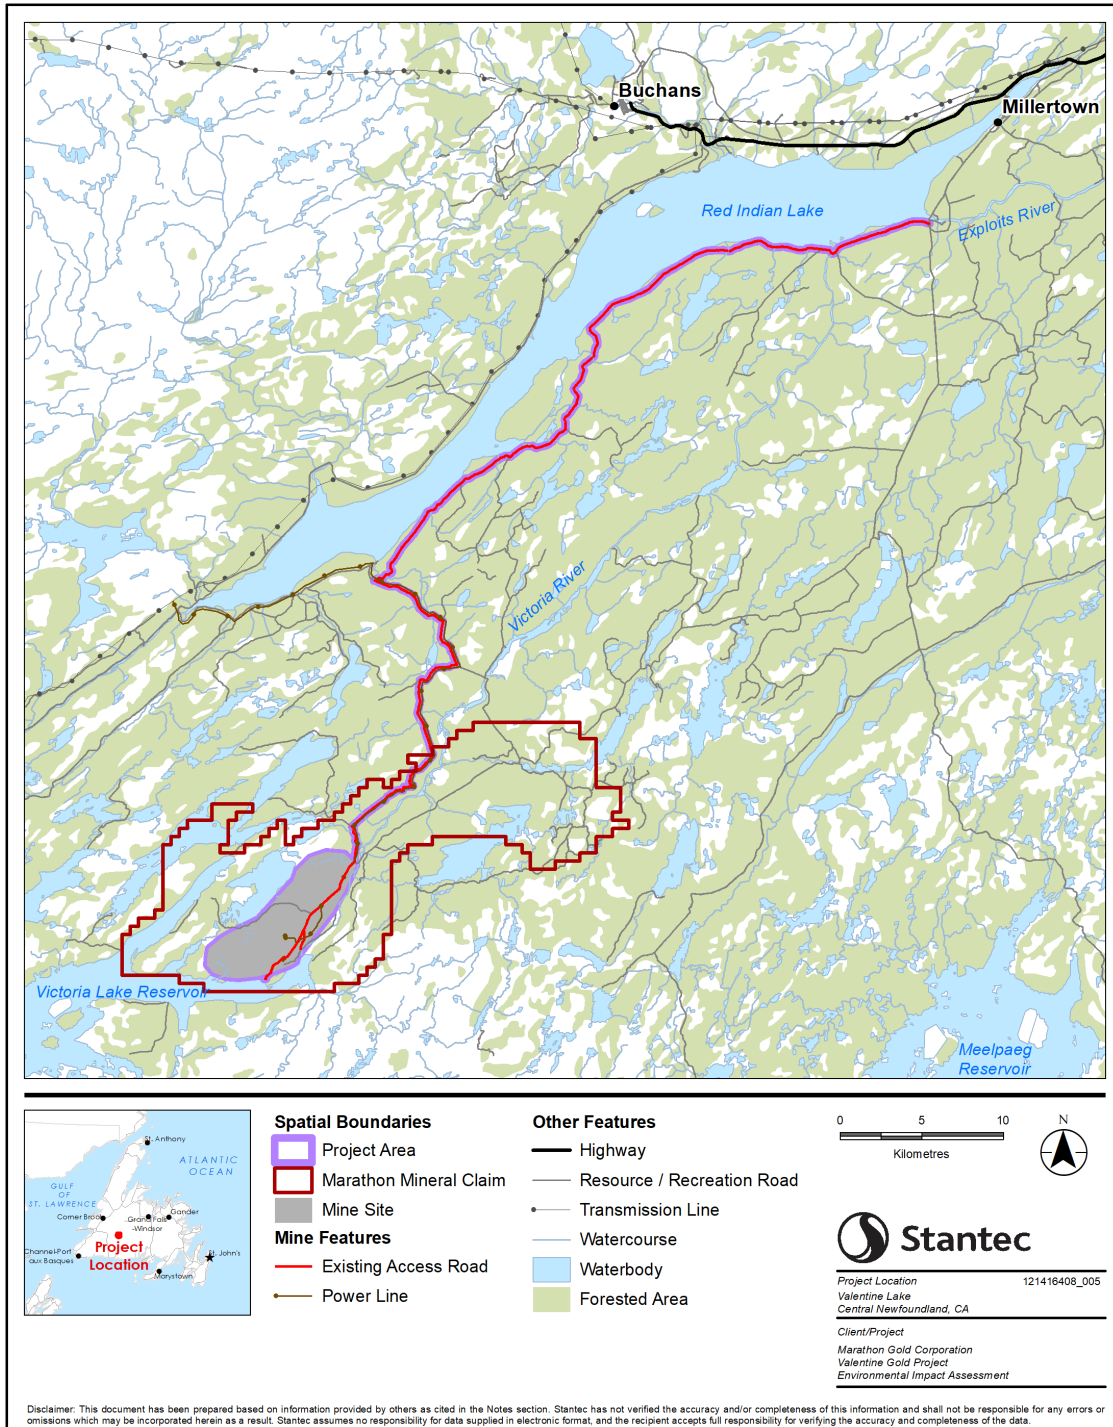 Buchans
Millertown
Red Indian Lake
Exploits River
Victoria River
Victoria Lake Reservoir
Meelpaeg
Reservoir
St. Anthony
ATLANTIC
OCEAN
GULF
OF
ST. LAWRENCE
Corner Brook
Grand Falls
-Windsor
Gander
Project
Location
St. John's
Channel-Port
aux Basques
Marystown
Spatial Boundaries
Project Area
Marathon Mineral Claim
Mine Site
Mine Features
Existing Access Road
Power Line
Other Features
Highway
Resource / Recreation Road
Transmission Line
Watercourse
Waterbody
Forested Area
0 5 10
Kilometres
N
Stantec
Project Location 121416408_005
Valentine Lake
Central Newfoundland, CA
Client/Project
Marathon Gold Corporation
Valentine Gold Project
Environmental Impact Assessment
Disclaimer: This document has been prepared based on information provided by others as cited in the Notes section. Stantec has not verified the accuracy and/or completeness of this information and shall not be responsible for any errors or
omissions which may be incorporated herein as a result. Stantec assumes no responsibility for data supplied in electronic format, and the recipient accepts full responsibility for verifying the accuracy and completeness of the data.